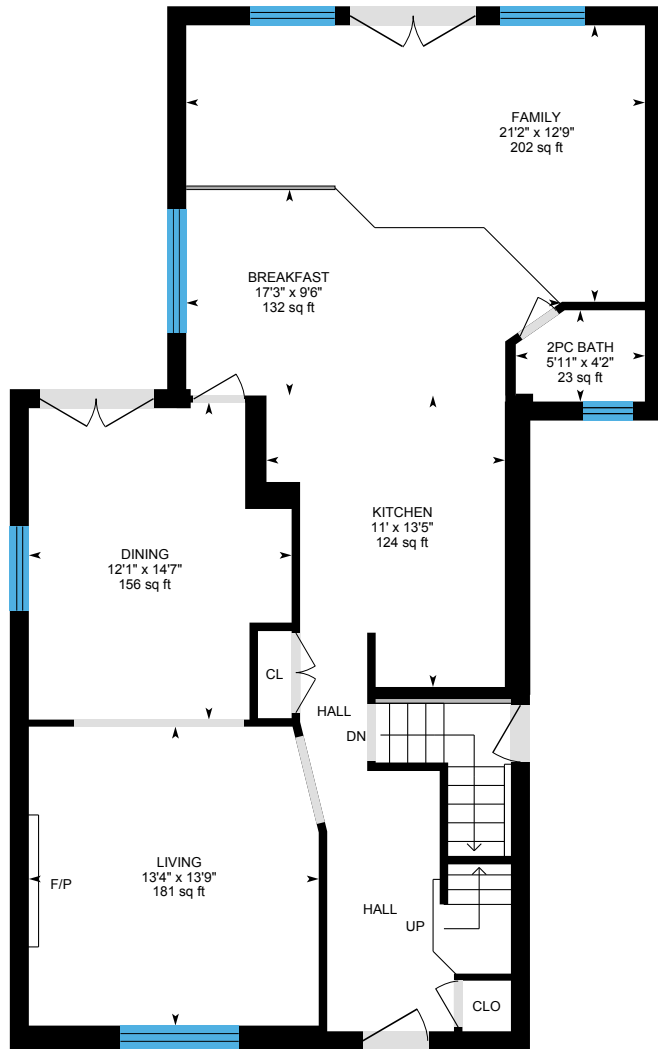 FAMILY
21'2" x 12'9"
202 sq ft
BREAKFAST
17'3" x 9'6"
132 sq ft
2PC BATH
5'11" x 4'2"
23 sq ft
KITCHEN
11' x 13'5"
124 sq ft
DINING
12'1" x 14'7"
156 sq ft
CL
HALL
DN
LIVING
13'4" x 13'9"
181 sq ft
F/P
HALL
UP
CLO